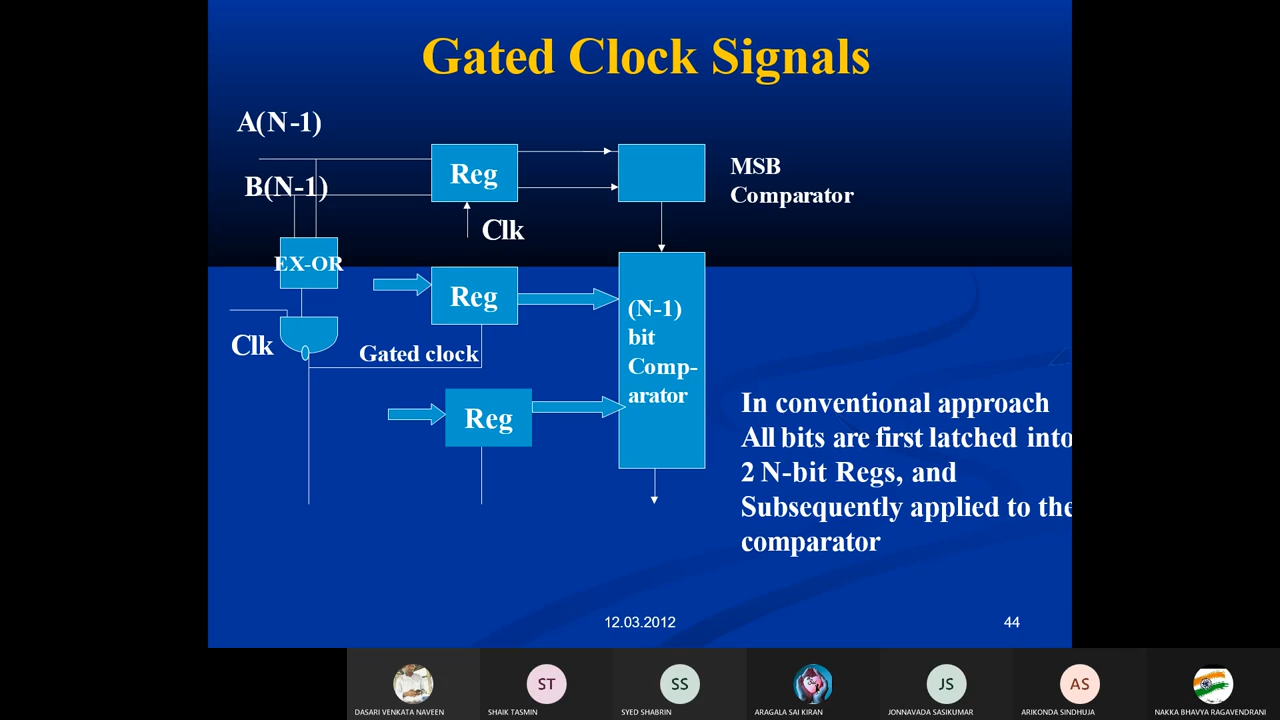 Gated Clock Signals
A(N-1)
B(N-1)
Reg
MSB
Comparator
Clk
EX-OR
Reg
(N-1)
bit
Comp-
arator
Clk
Gated clock
Reg
In conventional approach
All bits are first latched into
2 N-bit Regs, and
Subsequently applied to the
comparator
12.03.2012
44
ST
SS
JS
AS
DASARI VENKATA NAVEEN
SHAIK TASMIN
SYED SHABRIN
ARAGALA SAI KIRAN
JONNAVADA SASIKUMAR
ARIKONDA SINDHUJA
NAKKA BHAVYA RAGAVENDRANI